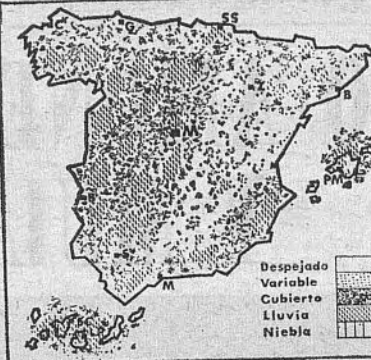 C
G
SS
B
M
PM
S
M
Despejado
Variable
Cubierto
Lluvia
Niebla